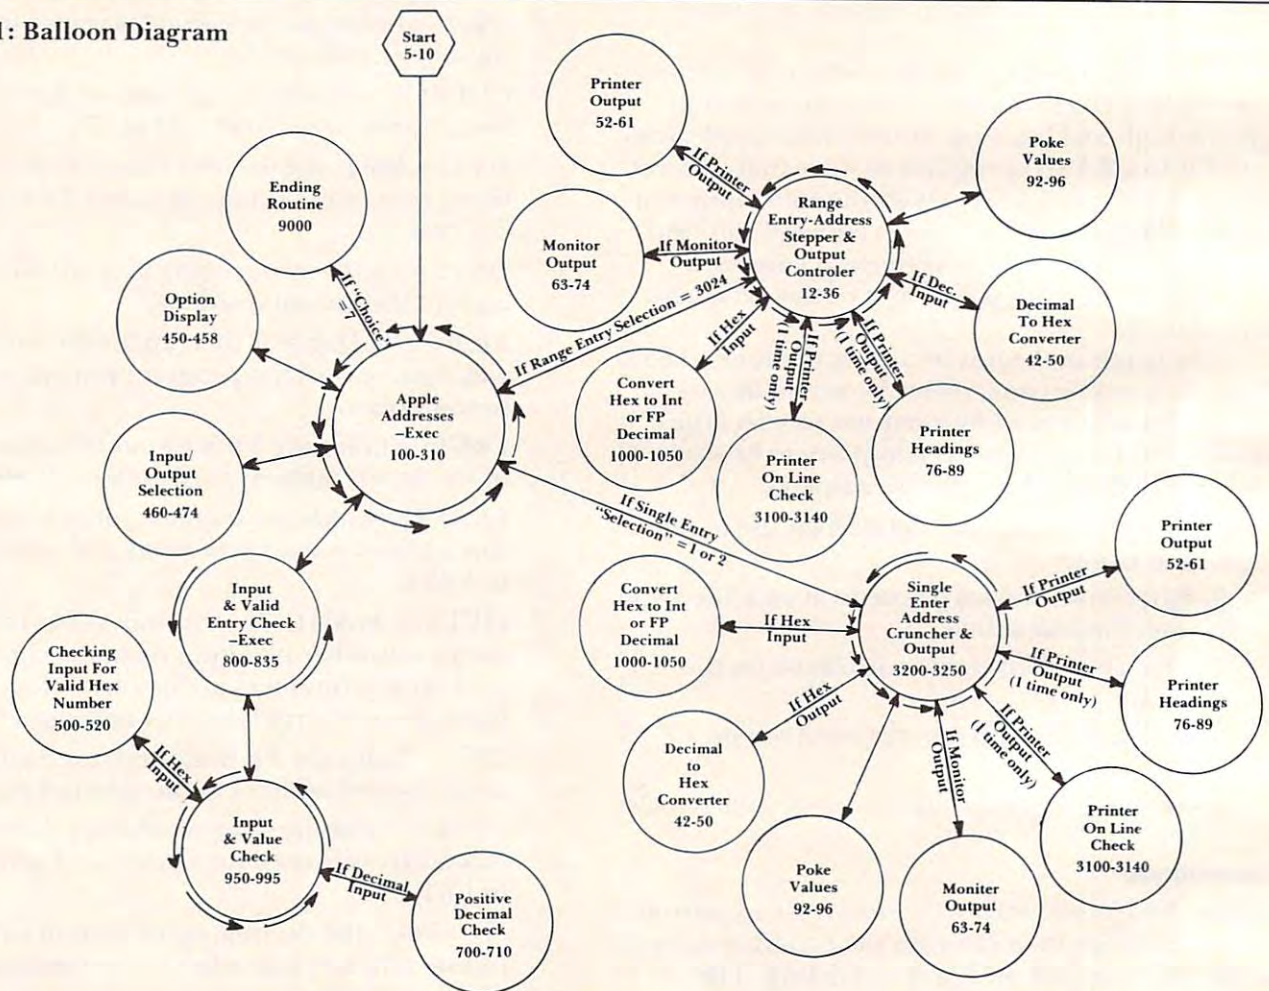 1: Balloon Diagram
Start
5-10
Printer
Output
52-61
Poke
Values
92-96
Ending
Routine
9000
If Printer
Output
Range
Entry-Address
Stepper &
Output
Controler
12-36
Monitor
Output
63-74
If Monitor
Output
Option
Display
450-458
If "Choice"
= 7
If Range Entry Selection = 3024
If Dec.
Input
Decimal
To Hex
Converter
42-50
If Hex
Input
If Printer
Output
(1 time only)
If Printer
Output
(1 time only)
Apple
Addresses
–Exec
100-310
Convert
Hex to Int
or FP
Decimal
1000-1050
Printer
Headings
76-89
Input/
Output
Selection
460-474
Printer
On Line
Check
3100-3140
If Single Entry
"Selection" = 1 or 2
Printer
Output
52-61
Input
& Valid
Entry Check
–Exec
800-835
Convert
Hex to Int
or FP
Decimal
1000-1050
If Hex
Input
Single
Enter
Address
Cruncher &
Output
3200-3250
If Printer
Output
If Printer
Output
(1 time only)
Printer
Headings
76-89
Checking
Input For
Valid Hex
Number
500-520
If Hex
Output
If Monitor
Output
If Printer
Output
(1 time only)
Decimal
to
Hex
Converter
42-50
If Hex
Input
Input
& Value
Check
950-995
Printer
On Line
Check
3100-3140
Poke
Values
92-96
Moniter
Output
63-74
If Decimal
Input
Positive
Decimal
Check
700-710